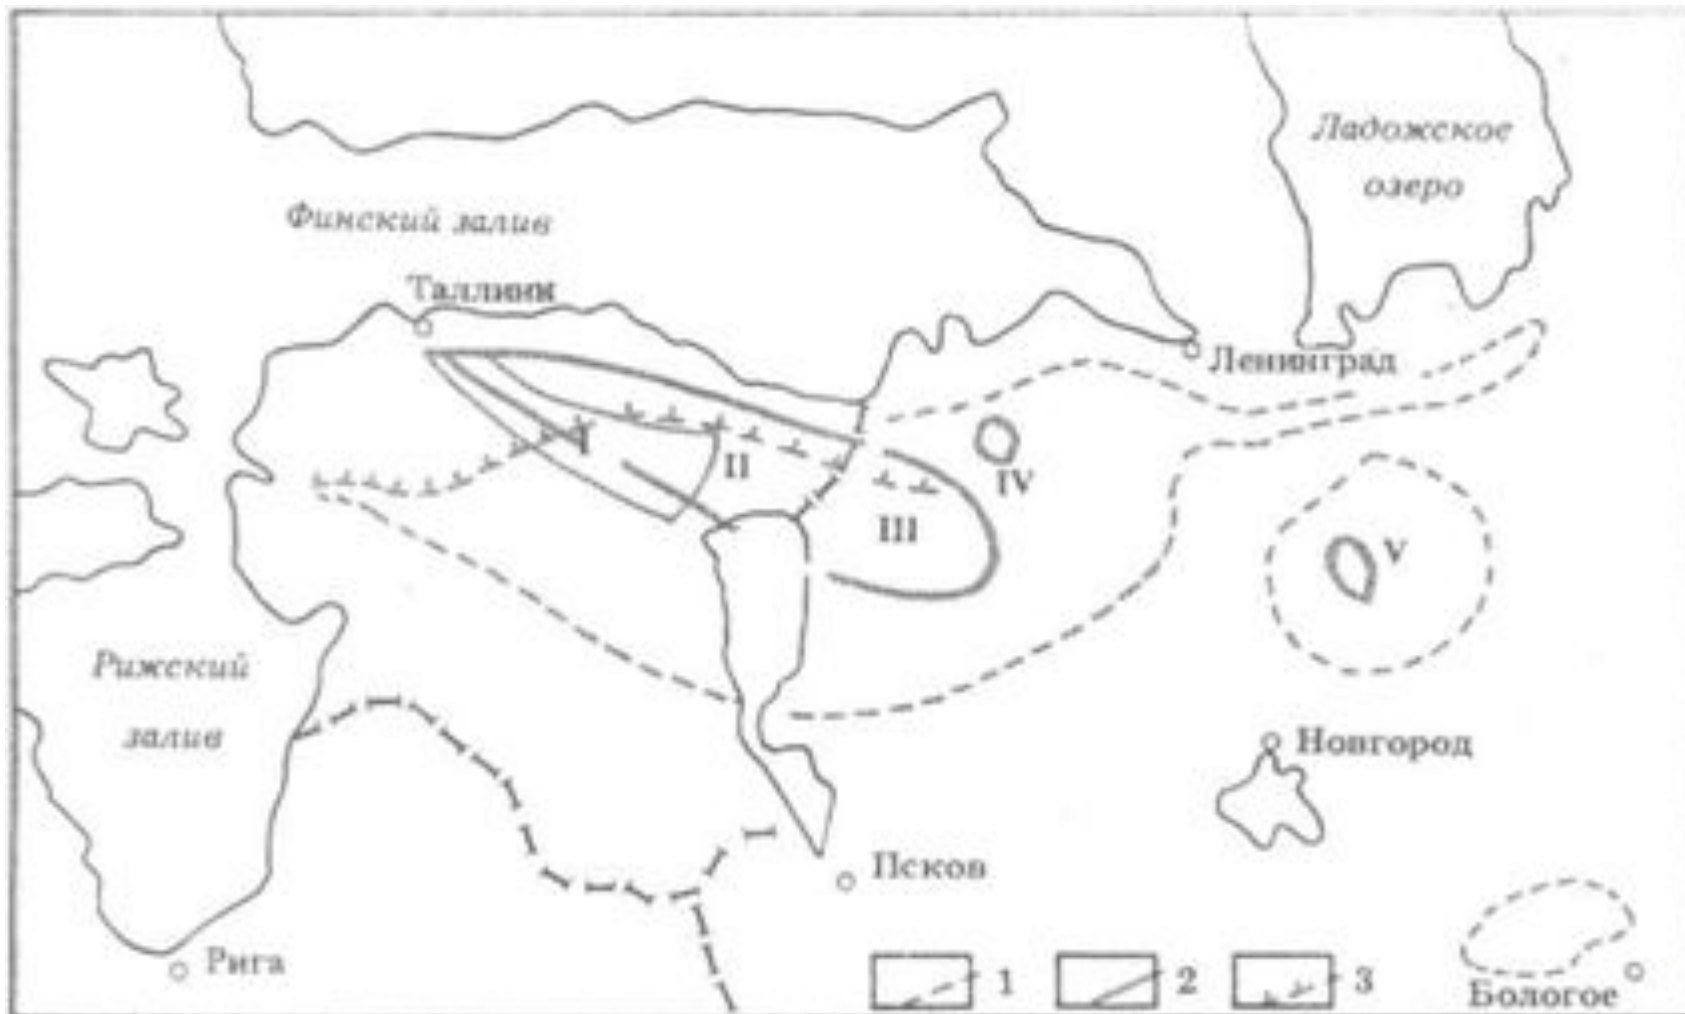 Ладожское
озеро
Финский залив
Таллинн
Ленинград
I
II
IV
III
V
Рижский
залив
Новгород
Псков
Рига
1
2
3
Бологое